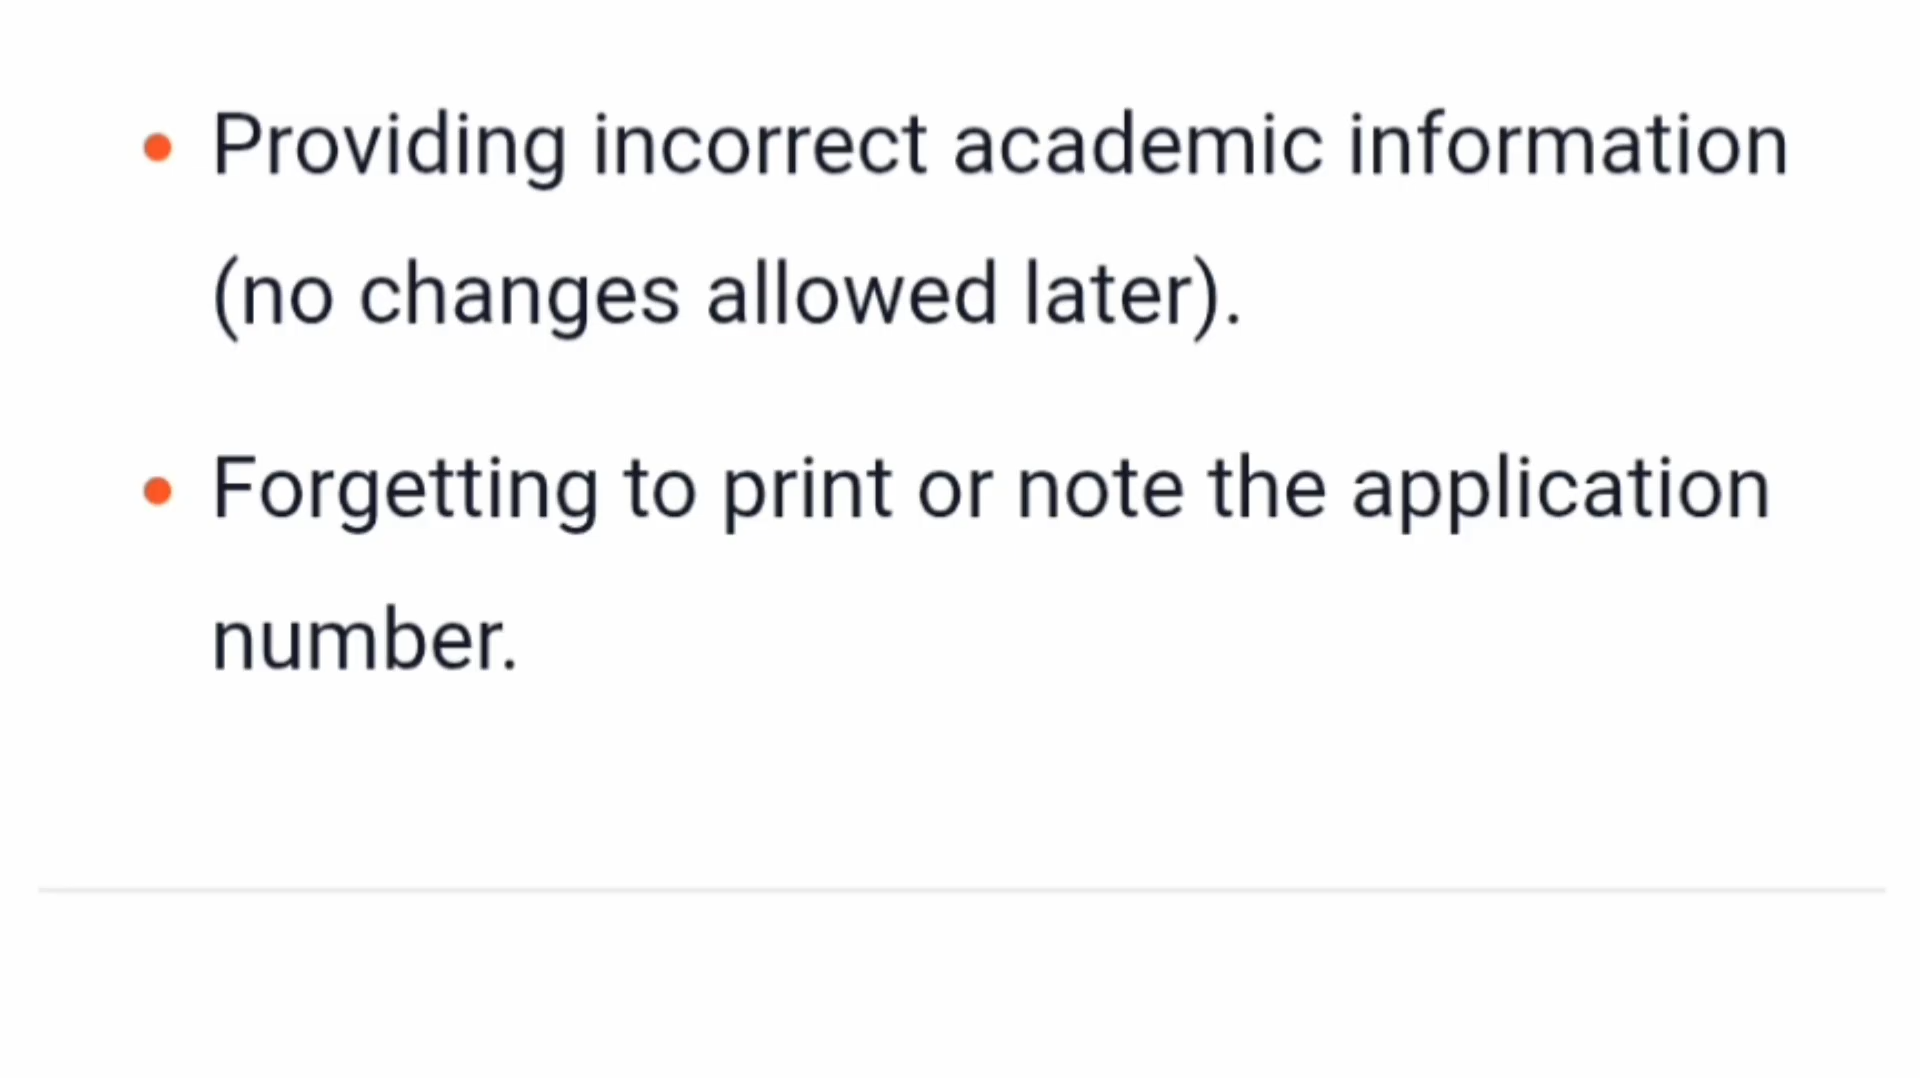 • Providing incorrect academic information
(no changes allowed later).
• Forgetting to print or note the application
number.